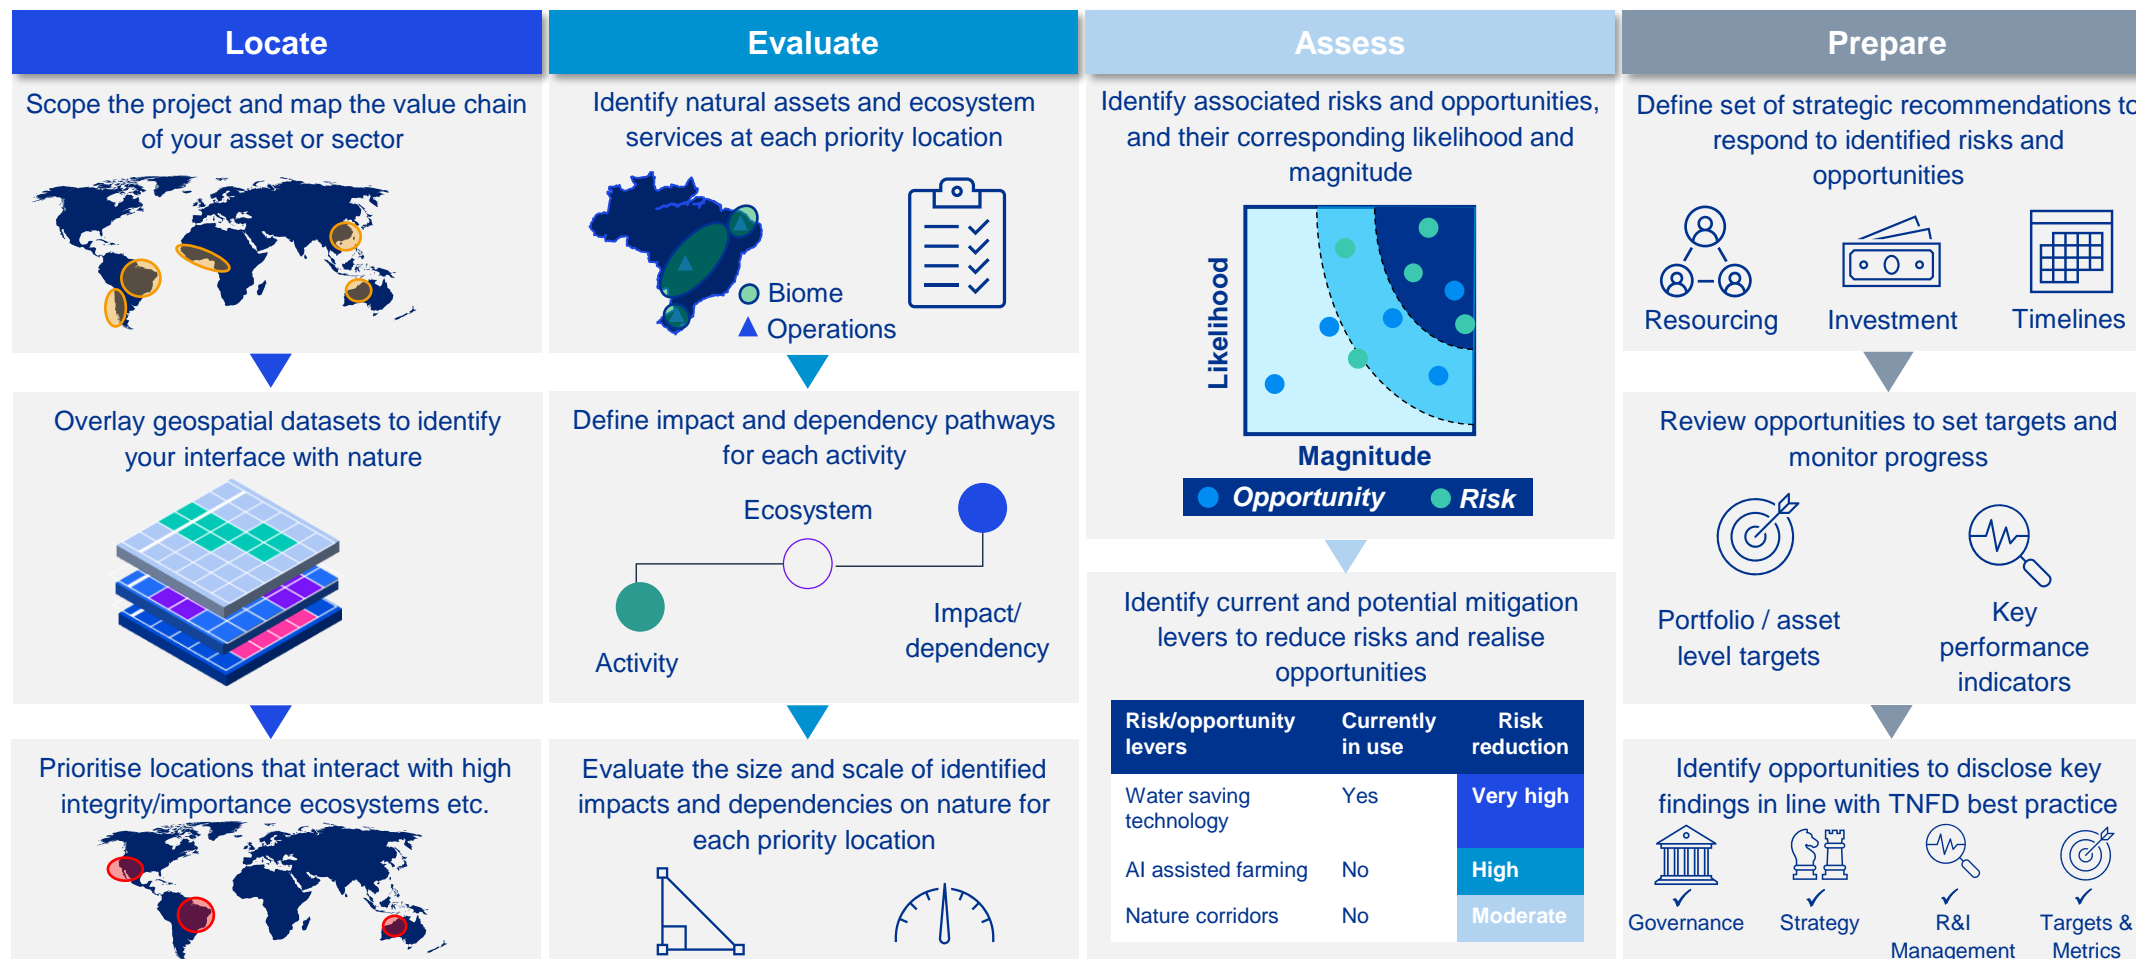 Locate
Scope the project and map the value chain
of your asset or sector
Overlay geospatial datasets to identify
your interface with nature
Prioritise locations that interact with high
integrity/importance ecosystems etc.
Evaluate
Identify natural assets and ecosystem
services at each priority location
Biome
Operations
Define impact and dependency pathways
for each activity
Ecosystem
Activity
Impact/
dependency
Evaluate the size and scale of identified
impacts and dependencies on nature for
each priority location
Assess
Identify associated risks and opportunities,
and their corresponding likelihood and
magnitude
Likelihood
Magnitude
Opportunity Risk
Identify current and potential mitigation
levers to reduce risks and realise
opportunities
Risk/opportunity levers Currently in use Risk reduction
Water saving technology Yes Very high
AI assisted farming No High
Nature corridors No Moderate
Prepare
Define set of strategic recommendations to
respond to identified risks and
opportunities
Resourcing Investment Timelines
Review opportunities to set targets and
monitor progress
Portfolio / asset
level targets
Key
performance
indicators
Identify opportunities to disclose key
findings in line with TNFD best practice
Governance
Strategy
R&I
Management
Targets &
Metrics